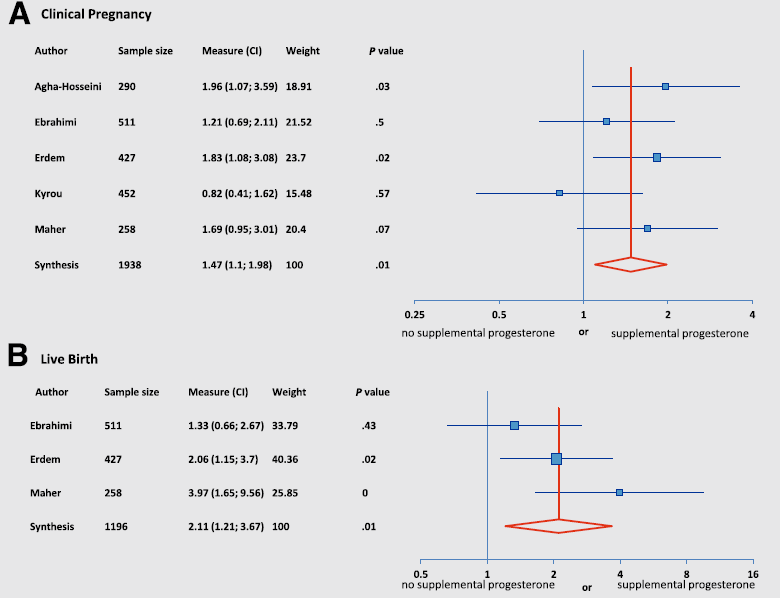 A Clinical Pregnancy
Author Sample size Measure (CI) Weight P value
Agha-Hosseini 290 1.96 (1.07; 3.59) 18.91 .03
Ebrahimi 511 1.21 (0.69; 2.11) 21.52 .5
Erdem 427 1.83 (1.08; 3.08) 23.7 .02
Kyrou 452 0.82 (0.41; 1.62) 15.48 .57
Maher 258 1.69 (0.95; 3.01) 20.4 .07
Synthesis 1938 1.47 (1.1; 1.98) 100 .01
0.25 0.5 1 2 4
no supplemental progesterone or supplemental progesterone
B Live Birth
Author Sample size Measure (CI) Weight P value
Ebrahimi 511 1.33 (0.66; 2.67) 33.79 .43
Erdem 427 2.06 (1.15; 3.7) 40.36 .02
Maher 258 3.97 (1.65; 9.56) 25.85 0
Synthesis 1196 2.11 (1.21; 3.67) 100 .01
0.5 1 2 4 8 16
no supplemental progesterone or supplemental progesterone